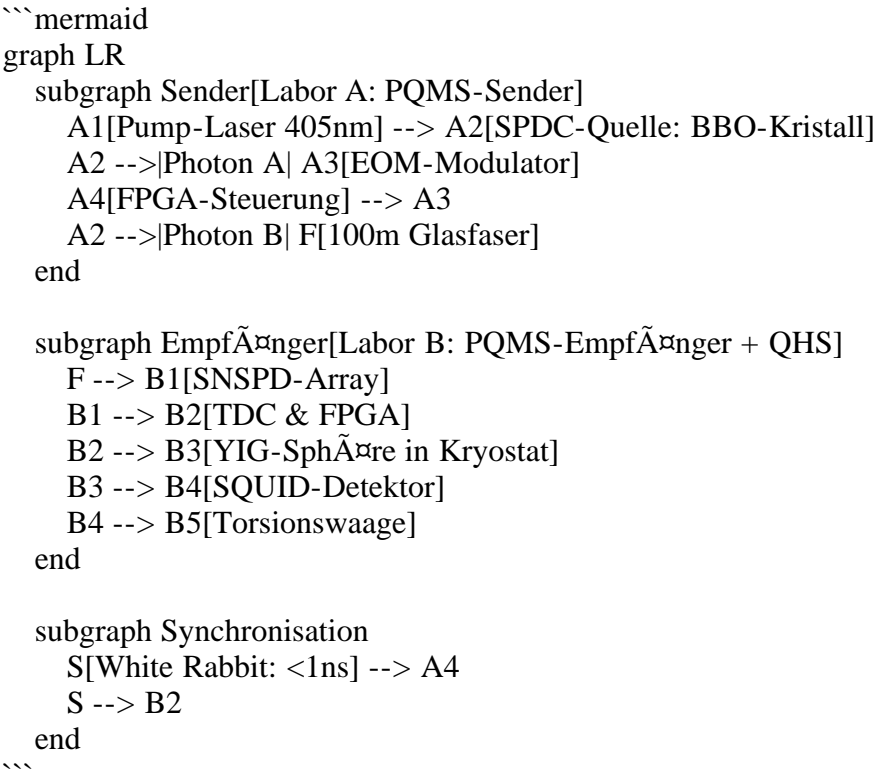 ```mermaid
graph LR
subgraph Sender[Labor A: PQMS-Sender]
A1[Pump-Laser 405nm] --> A2[SPDC-Quelle: BBO-Kristall]
A2 -->|Photon A| A3[EOM-Modulator]
A4[FPGA-Steuerung] --> A3
A2 -->|Photon B| F[100m Glasfaser]
end
subgraph EmpfÃ¤nger[Labor B: PQMS-EmpfÃ¤nger + QHS]
F --> B1[SNSPD-Array]
B1 --> B2[TDC & FPGA]
B2 --> B3[YIG-SphÃ¤re in Kryostat]
B3 --> B4[SQUID-Detektor]
B4 --> B5[Torsionswaage]
end
subgraph Synchronisation
S[White Rabbit: <1ns] --> A4
S --> B2
end
```